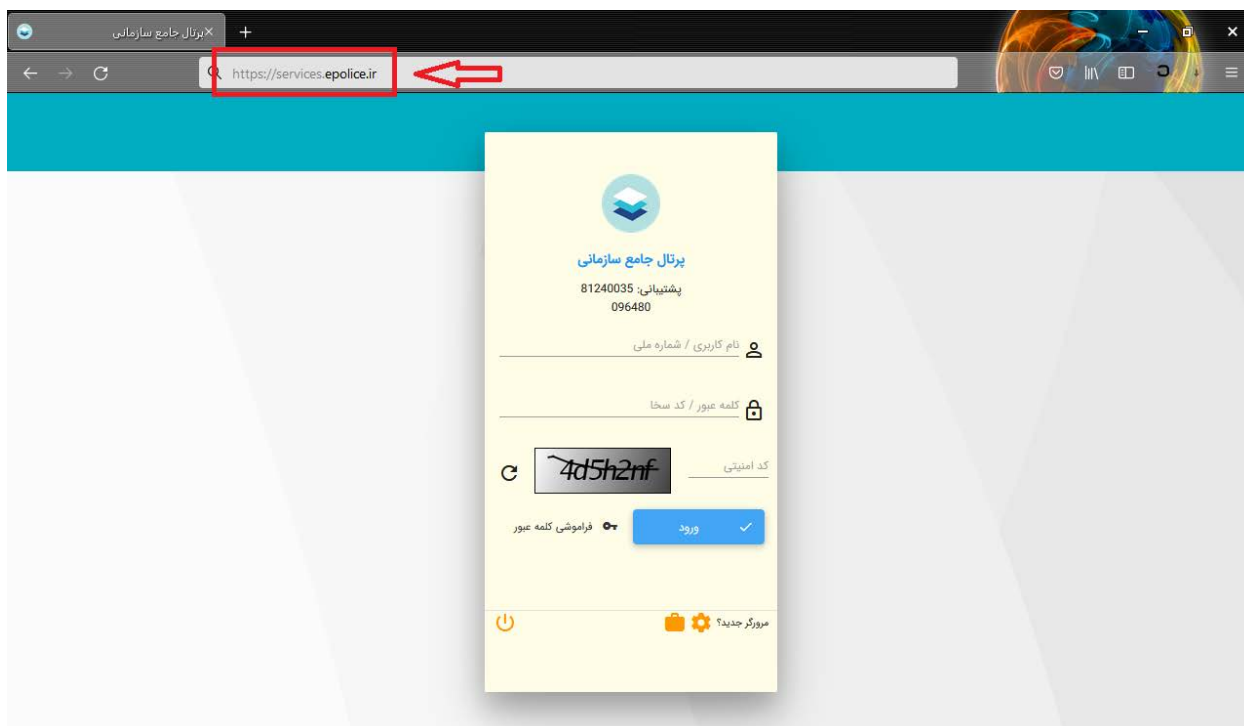 پرتال جامع سازمانی
https://services.epolice.ir
پرتال جامع سازمانی
پشتیبانی: 81240035
096480
نام کاربری / شماره ملی
کلمه عبور / کد سخا
کد امنیتی
4d5h2nf
ورود
فراموشی کلمه عبور
مرورگر جدید؟